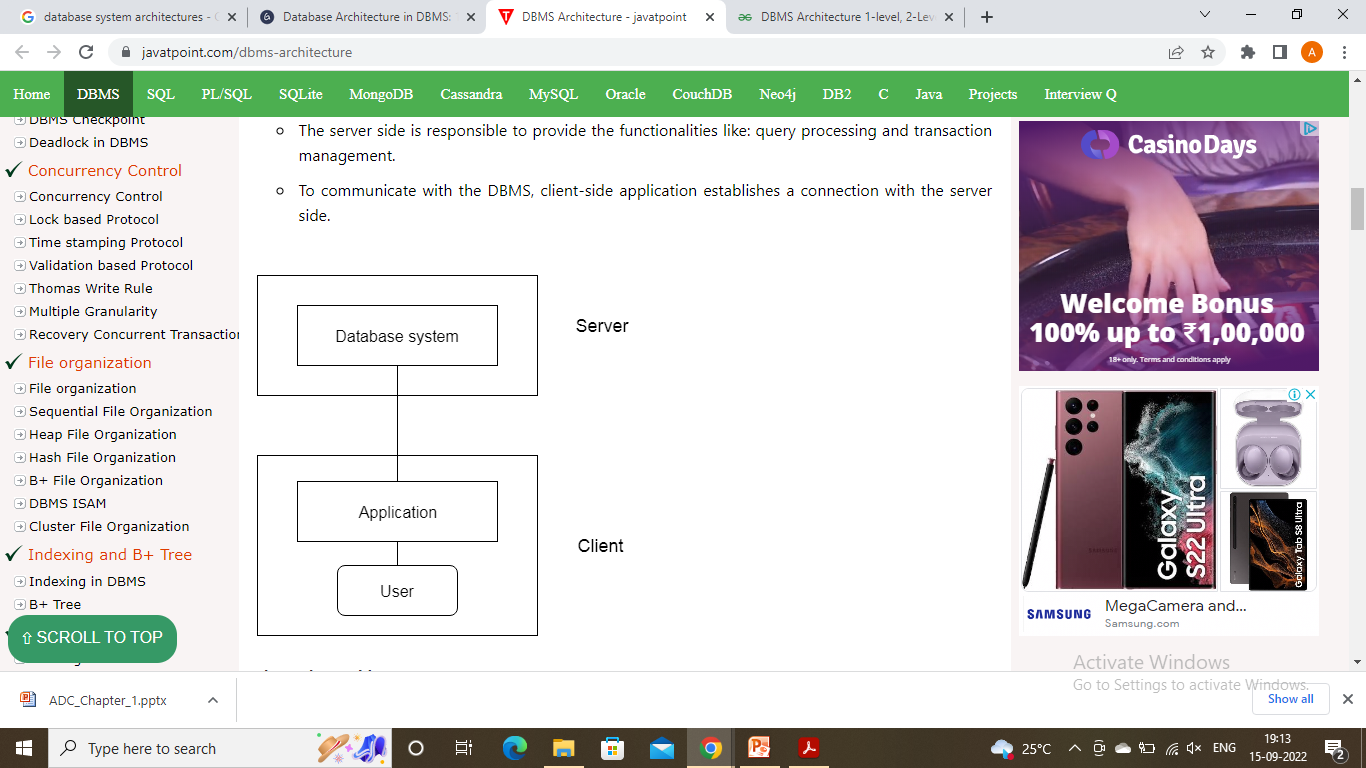 database system architectures - G
Database Architecture in DBMS:
DBMS Architecture - javatpoint
DBMS Architecture 1-level, 2-Lev
javatpoint.com/dbms-architecture
A
Home DBMS SQL PL/SQL SQLite MongoDB Cassandra MySQL Oracle CouchDB Neo4j DB2 C Java Projects Interview Q
DBMS Checkpoint
Deadlock in DBMS
Concurrency Control
Concurrency Control
Lock based Protocol
Time stamping Protocol
Validation based Protocol
Thomas Write Rule
Multiple Granularity
Recovery Concurrent Transaction
File organization
File organization
Sequential File Organization
Heap File Organization
Hash File Organization
B+ File Organization
DBMS ISAM
Cluster File Organization
Indexing and B+ Tree
Indexing in DBMS
B+ Tree
⇧ SCROLL TO TOP
The server side is responsible to provide the functionalities like: query processing and transaction
management.
To communicate with the DBMS, client-side application establishes a connection with the server
side.
Database system
Server
Application
Client
User
CasinoDays
Welcome Bonus
100% up to ₹1,00,000
18+ only. Terms and conditions apply
Galaxy
S22 Ultra
Galaxy Tab S8 Ultra
SAMSUNG
MegaCamera and...
Samsung.com
Activate Windows
Go to Settings to activate Windows.
ADC_Chapter_1.pptx
Show all
Type here to search
25°C
ENG
19:13
15-09-2022
2